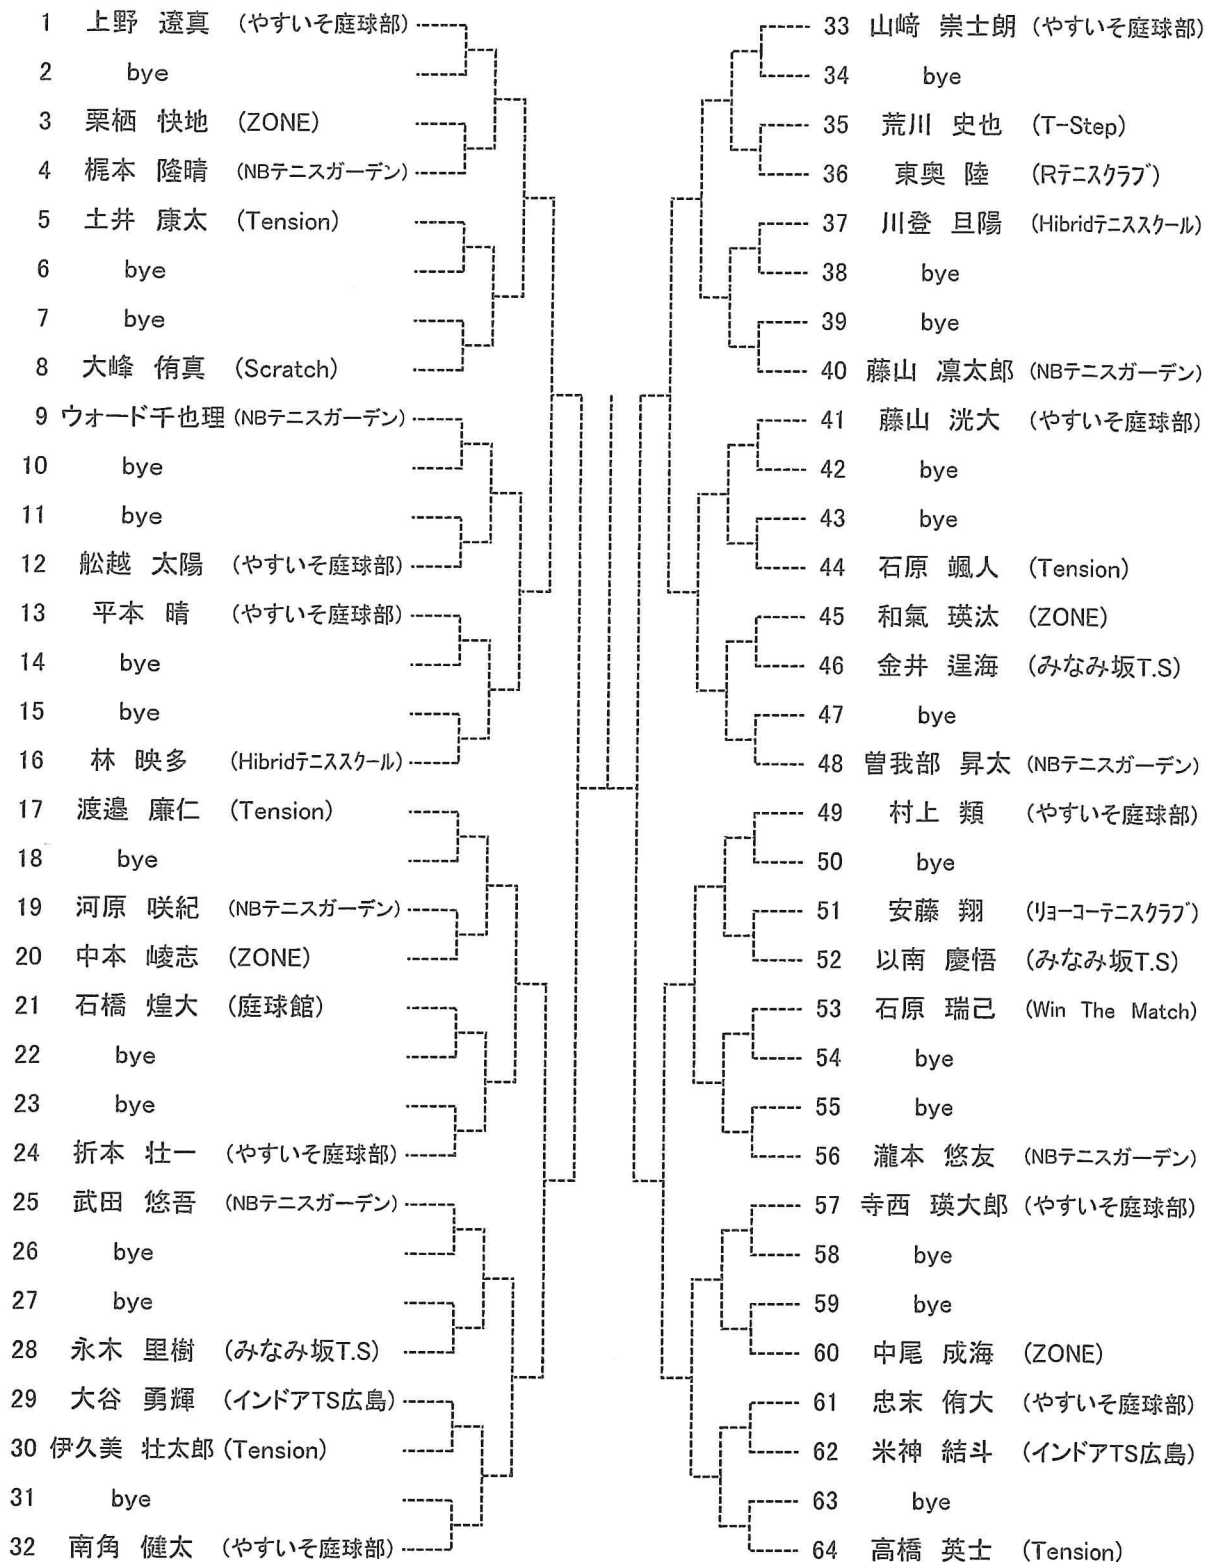 1 上野 遼真 (やすいそ庭球部)
2 bye
3 栗栖 快地 (ZONE)
4 梶本 隆晴 (NBテニスガーデン)
5 土井 康太 (Tension)
6 bye
7 bye
8 大峰 侑真 (Scratch)
9 ウォード千也理 (NBテニスガーデン)
10 bye
11 bye
12 舩越 太陽 (やすいそ庭球部)
13 平本 晴 (やすいそ庭球部)
14 bye
15 bye
16 林 映多 (Hibridテニススクール)
17 渡邉 廉仁 (Tension)
18 bye
19 河原 咲紀 (NBテニスガーデン)
20 中本 崚志 (ZONE)
21 石橋 煌大 (庭球館)
22 bye
23 bye
24 折本 壮一 (やすいそ庭球部)
25 武田 悠吾 (NBテニスガーデン)
26 bye
27 bye
28 永木 里樹 (みなみ坂T.S)
29 大谷 勇輝 (インドアTS広島)
30 伊久美 壮太郎 (Tension)
31 bye
32 南角 健太 (やすいそ庭球部)
33 山﨑 崇士朗 (やすいそ庭球部)
34 bye
35 荒川 史也 (T-Step)
36 東奥 陸 (Rテニスクラブ)
37 川登 旦陽 (Hibridテニススクール)
38 bye
39 bye
40 藤山 凛太郎 (NBテニスガーデン)
41 藤山 洸大 (やすいそ庭球部)
42 bye
43 bye
44 石原 颯人 (Tension)
45 和氣 瑛汰 (ZONE)
46 金井 逞海 (みなみ坂T.S)
47 bye
48 曽我部 昇太 (NBテニスガーデン)
49 村上 類 (やすいそ庭球部)
50 bye
51 安藤 翔 (リョーコーテニスクラブ)
52 以南 慶悟 (みなみ坂T.S)
53 石原 瑞己 (Win The Match)
54 bye
55 bye
56 瀧本 悠友 (NBテニスガーデン)
57 寺西 瑛大郎 (やすいそ庭球部)
58 bye
59 bye
60 中尾 成海 (ZONE)
61 忠末 侑大 (やすいそ庭球部)
62 米神 結斗 (インドアTS広島)
63 bye
64 高橋 英士 (Tension)